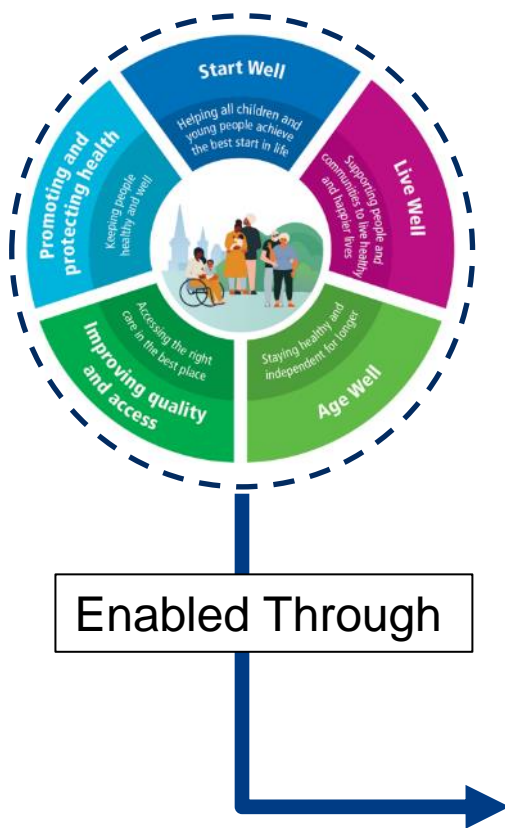 Start Well
Helping all children and
young people achieve
the best start in life
Live Well
Supporting people and
communities to live healthy
and happier lives
Age Well
Staying healthy and
independent for longer
Improving quality
and access
Accessing the right
care in the best place
Promoting and
protecting health
Keeping people
healthy and well
Enabled Through